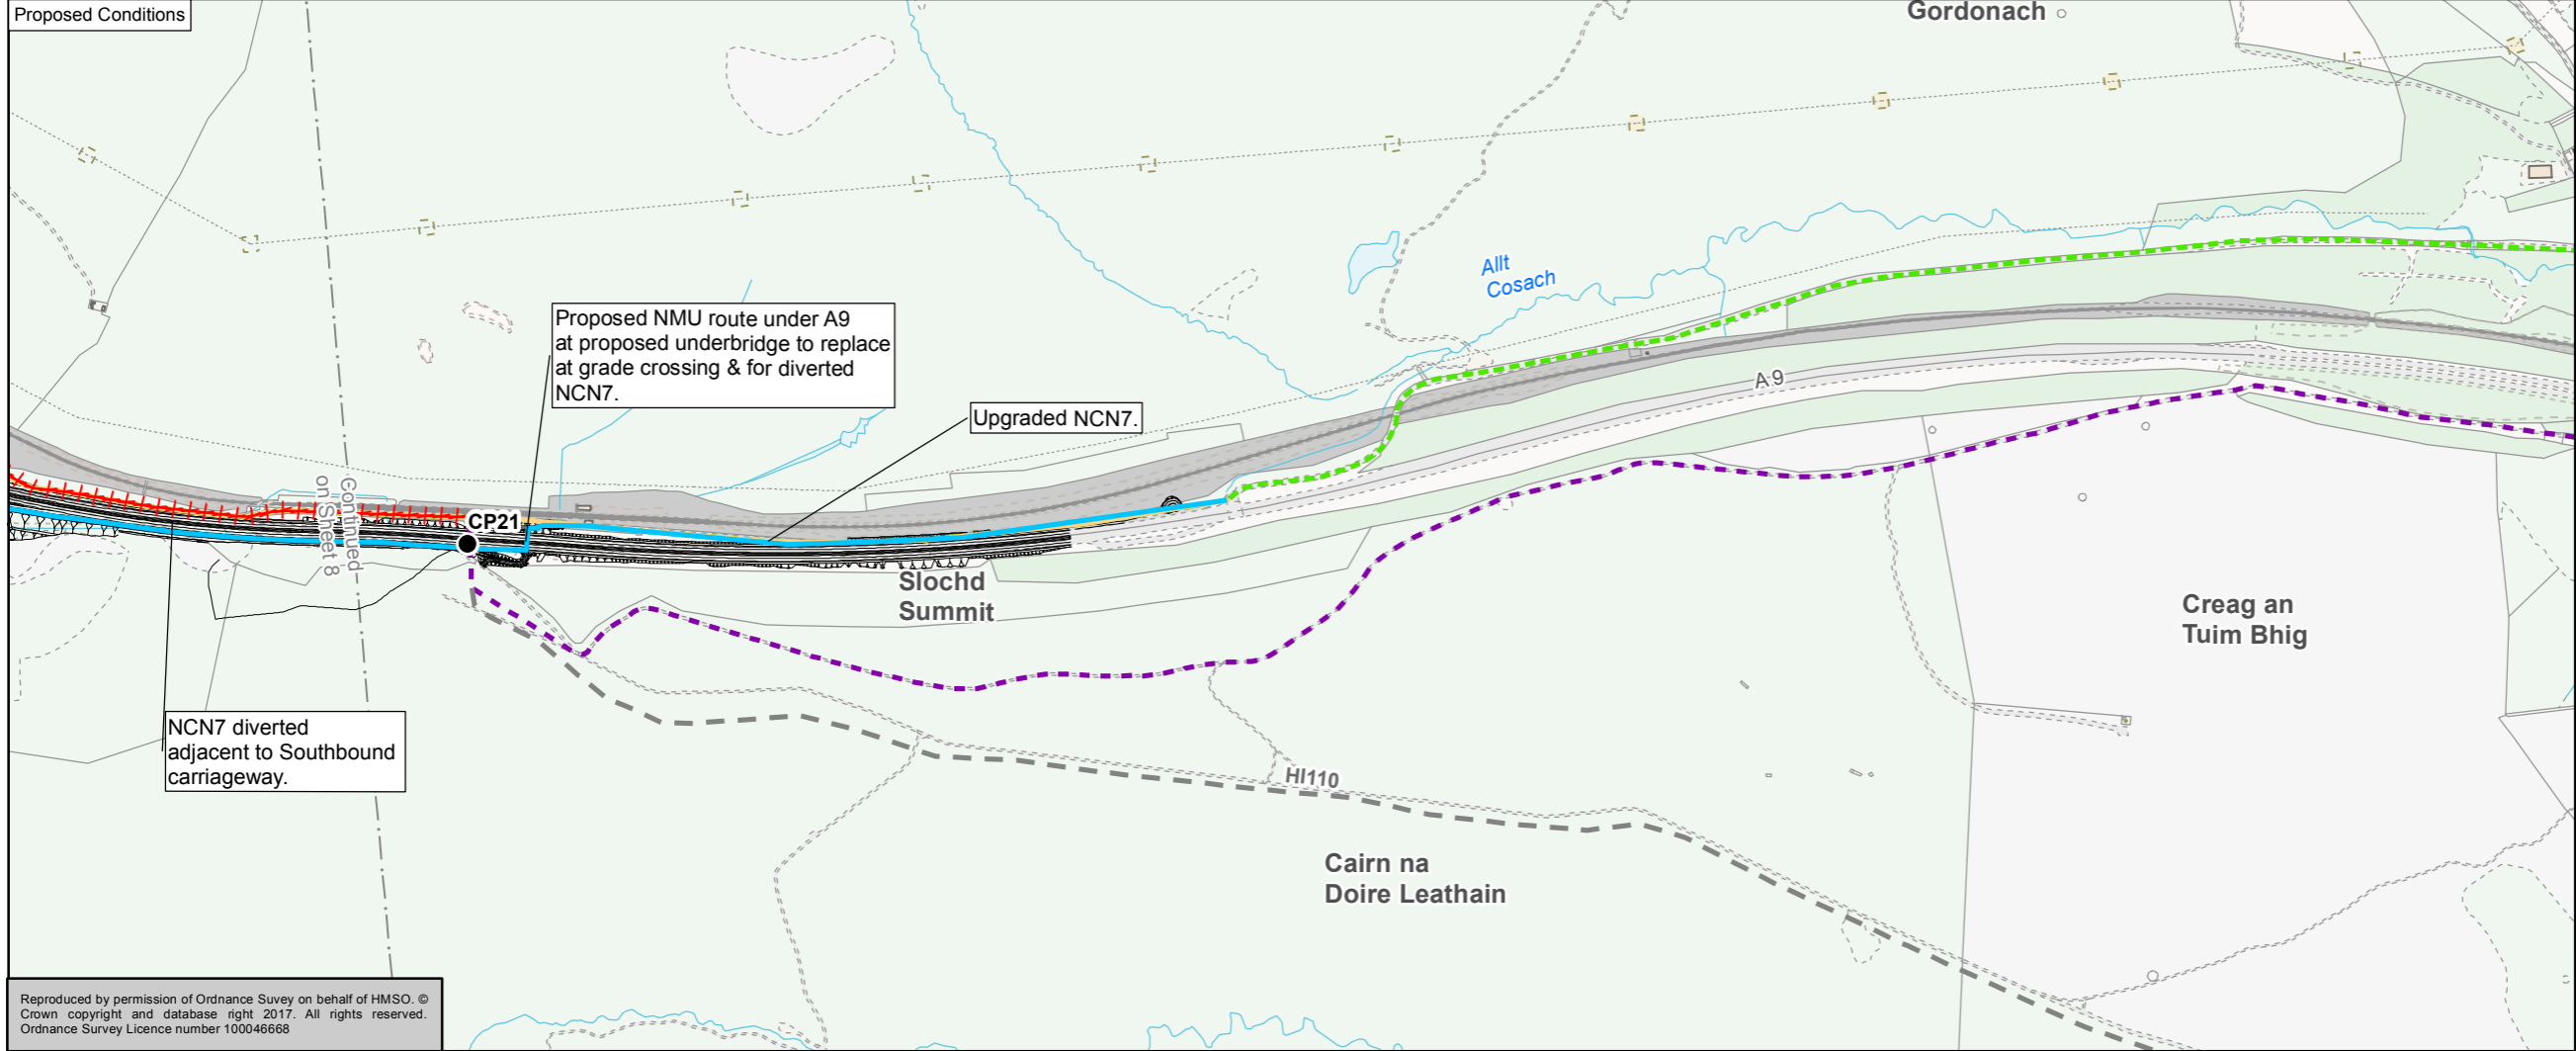 Proposed Conditions
Gordonach
Allt
Cosach
Proposed NMU route under A9
at proposed underbridge to replace
at grade crossing & for diverted
NCN7.
Upgraded NCN7.
A 9
Continued
on Sheet 8
CP21
Slochd
Summit
Creag an
Tuim Bhig
NCN7 diverted
adjacent to Southbound
carriageway.
HI110
Cairn na
Doire Leathain
Reproduced by permission of Ordnance Suvey on behalf of HMSO. ©
Crown copyright and database right 2017. All rights reserved.
Ordnance Survey Licence number 100046668